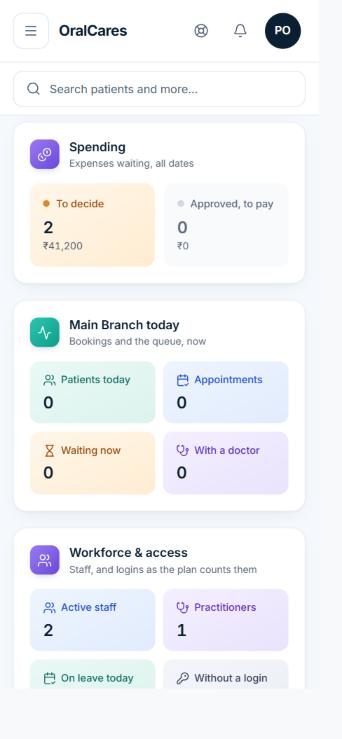 OralCares
PO
Search patients and more...
Spending
Expenses waiting, all dates
To decide
2
₹41,200
Approved, to pay
0
₹0
Main Branch today
Bookings and the queue, now
Patients today
0
Appointments
0
Waiting now
0
With a doctor
0
Workforce & access
Staff, and logins as the plan counts them
Active staff
2
Practitioners
1
On leave today
Without a login